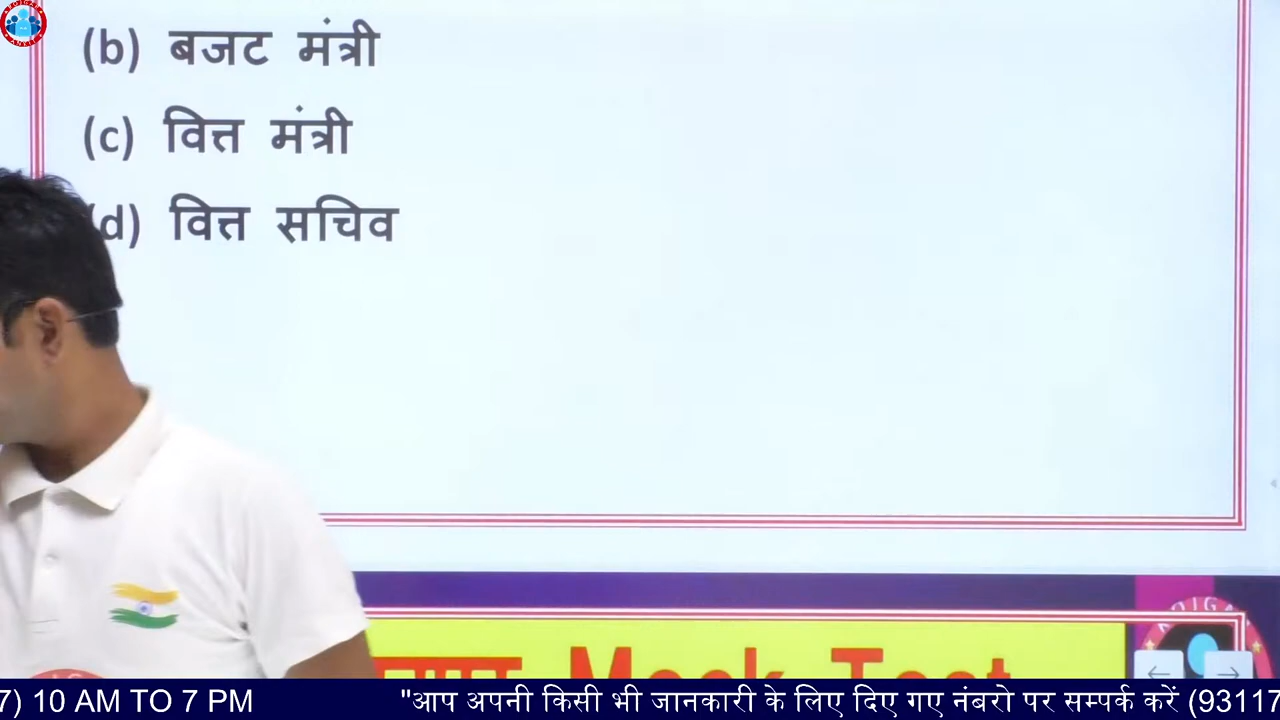 (b) बजट मंत्री
(c) वित्त मंत्री
d) वित्त सचिव
Mock Test
7) 10 AM TO 7 PM "आप अपनी किसी भी जानकारी के लिए दिए गए नंबरो पर सम्पर्क करें (93117